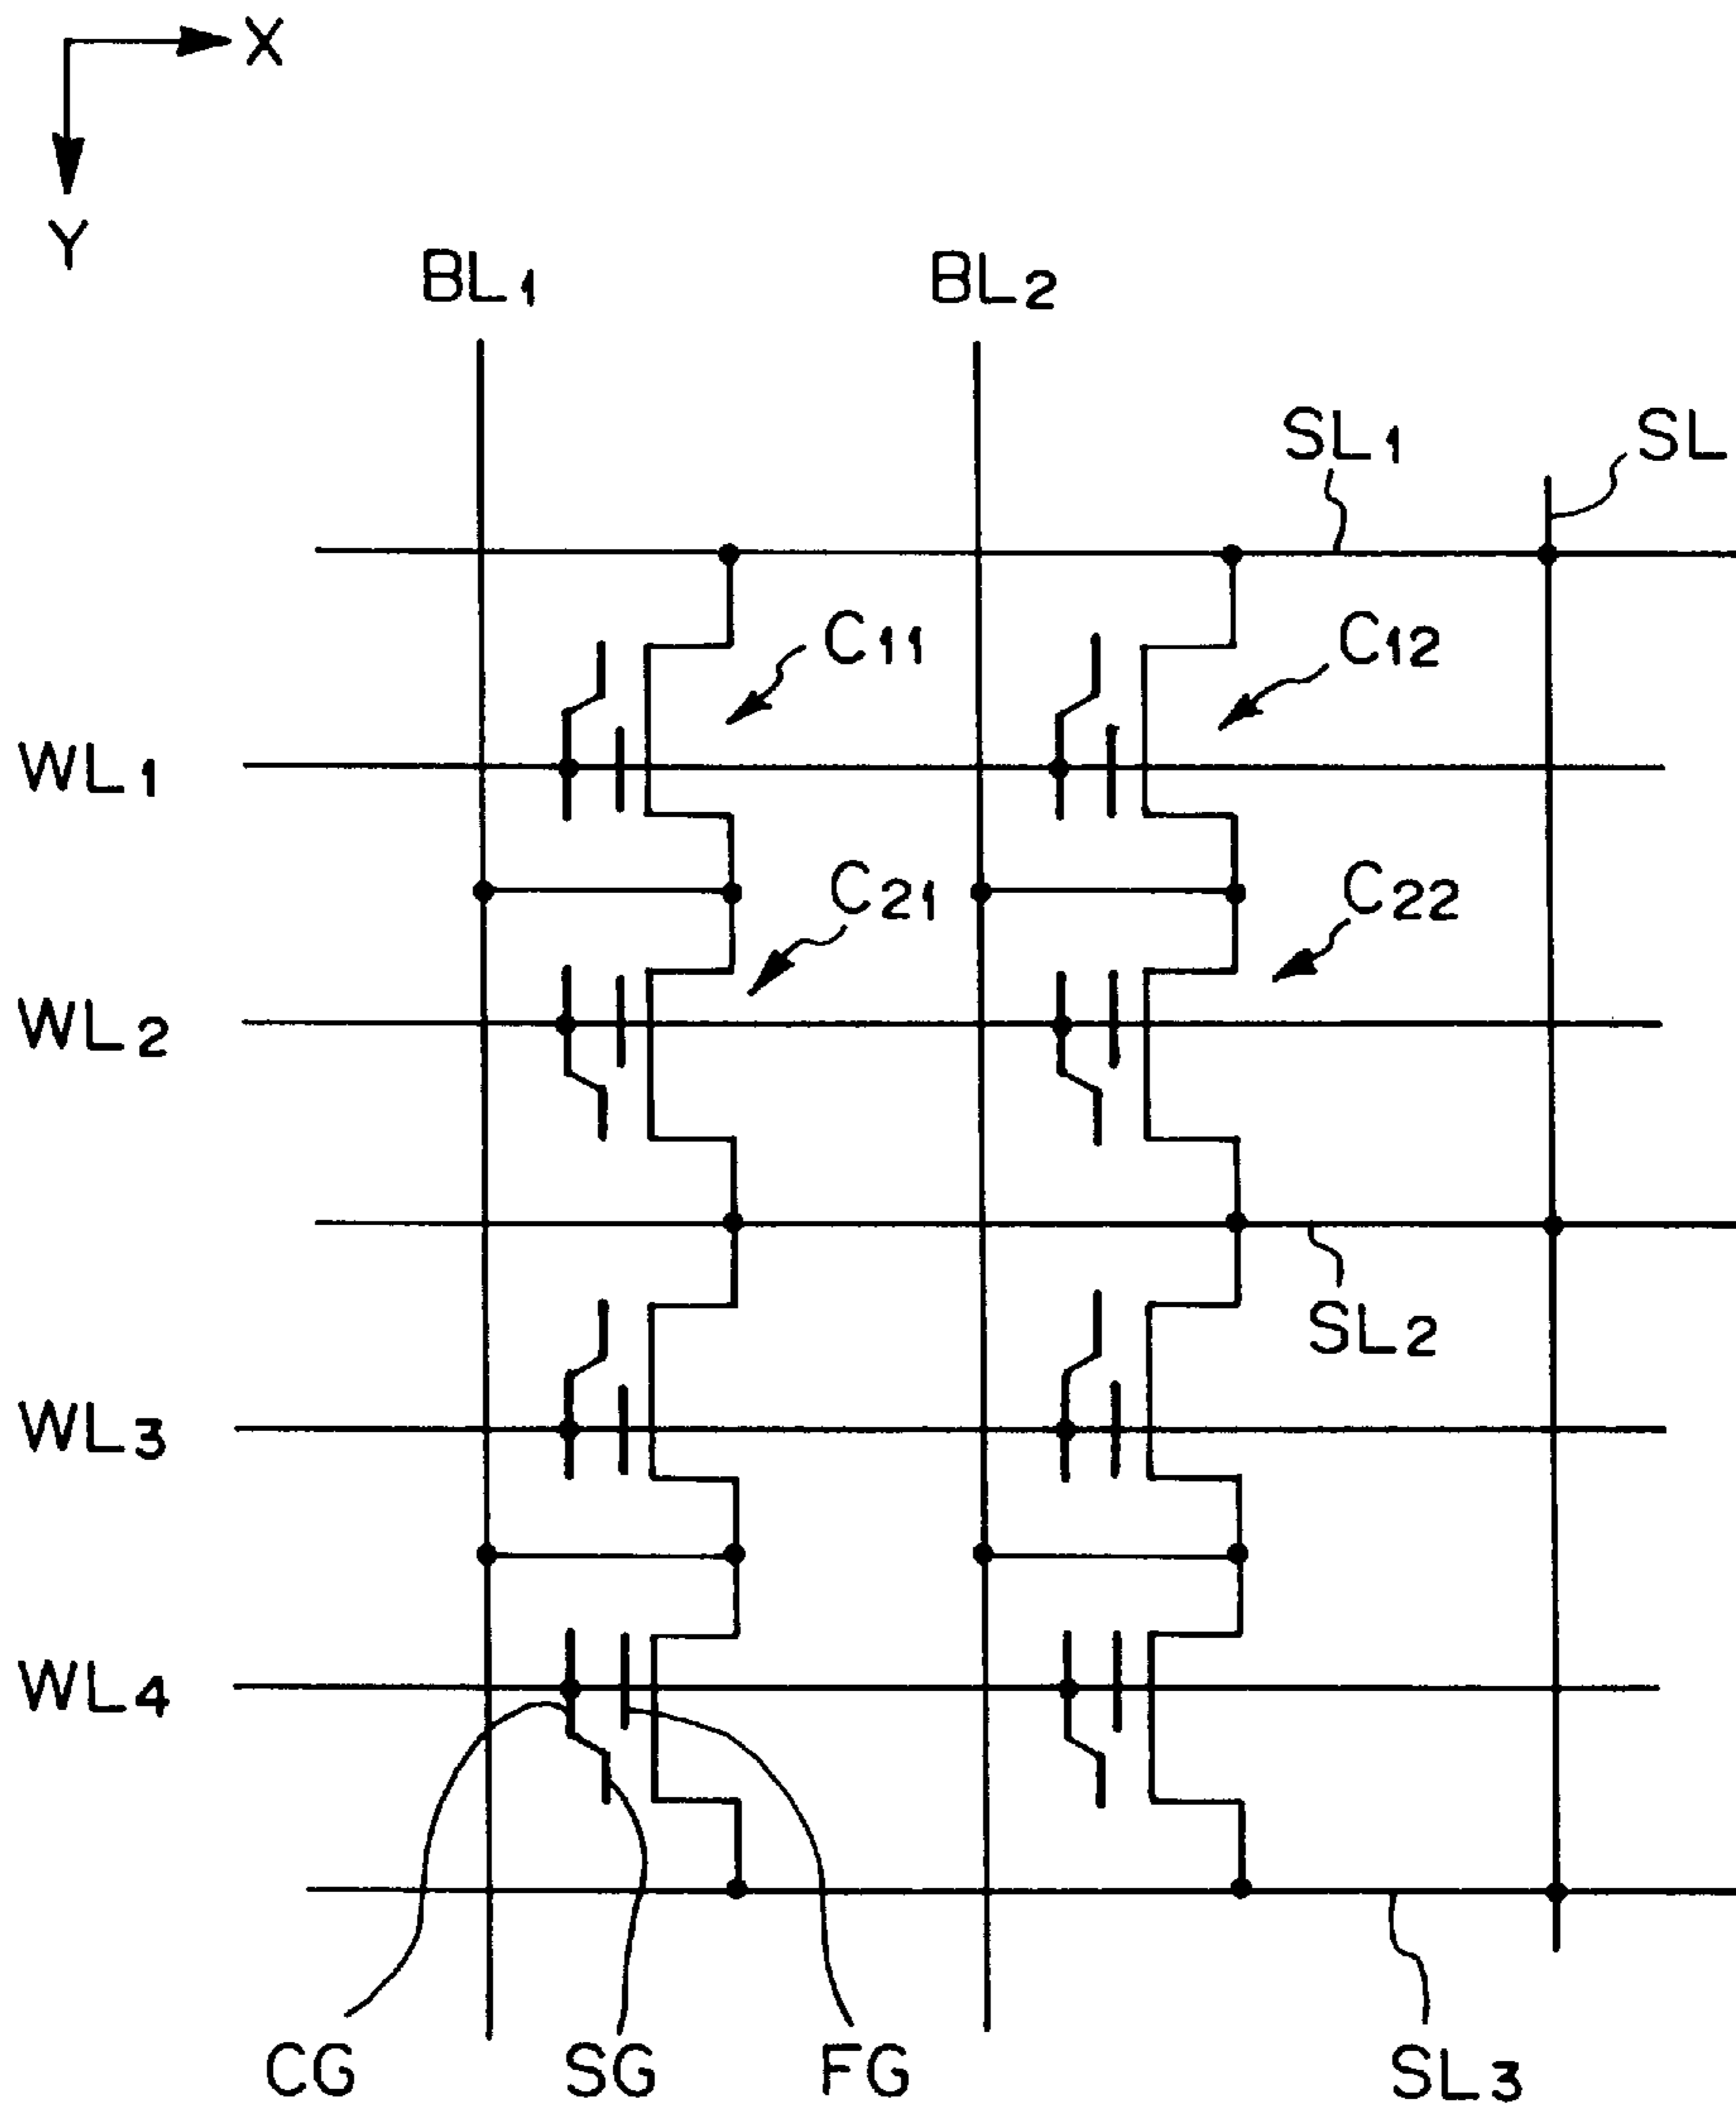 X
Y
BL1 BL2
SL1 SL
C11 C12
WL1
C21 C22
WL2
SL2
WL3
WL4
CG SG FG SL3